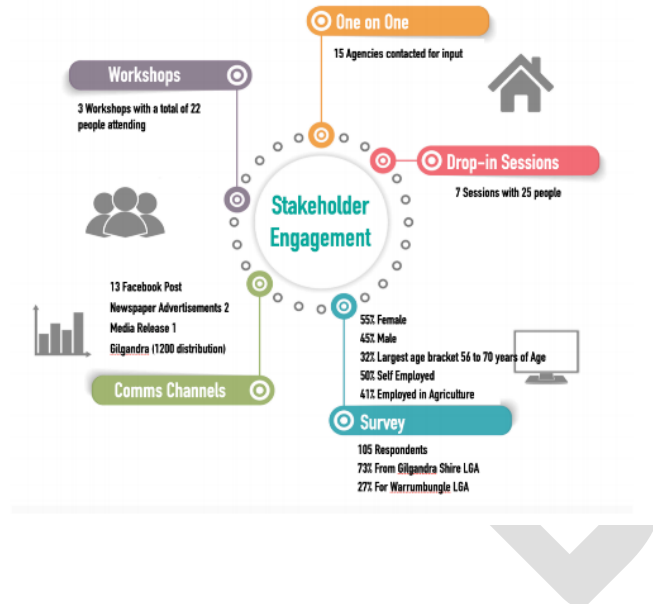 One on One
15 Agencies contacted for input
Workshops
3 Workshops with a total of 22
people attending
Drop-in Sessions
7 Sessions with 25 people
Stakeholder
Engagement
13 Facebook Post
Newspaper Advertisements 2
Media Release 1
Gilgandra (1200 distribution)
Comms Channels
55% Female
45% Male
32% Largest age bracket 56 to 70 years of Age
50% Self Employed
41% Employed in Agriculture
Survey
105 Respondents
73% From Gilgandra Shire LGA
27% For Warrumbungle LGA